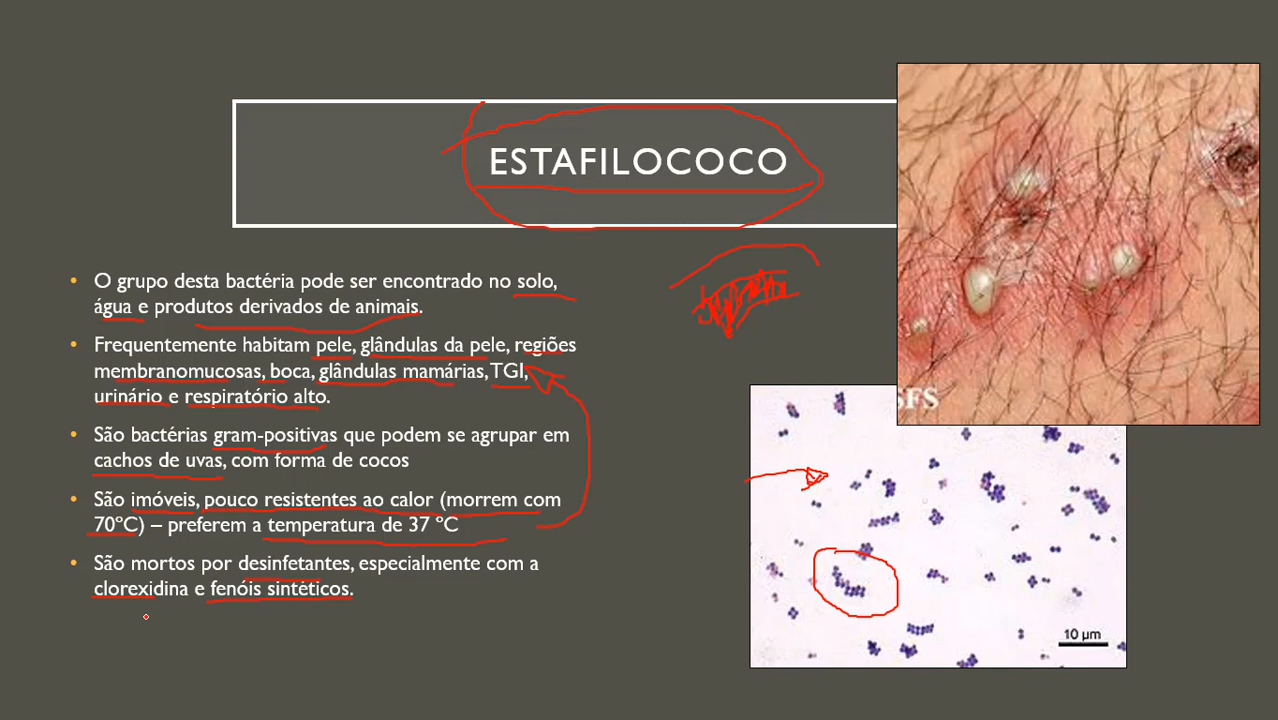 ESTAFILOCOCO
• O grupo desta bactéria pode ser encontrado no solo,
água e produtos derivados de animais.
• Frequentemente habitam pele, glândulas da pele, regiões
membranomucosas, boca, glândulas mamárias, TGI,
urinário e respiratório alto.
• São bactérias gram-positivas que podem se agrupar em
cachos de uvas, com forma de cocos
• São imóveis, pouco resistentes ao calor (morrem com
70°C) – preferem a temperatura de 37 °C
• São mortos por desinfetantes, especialmente com a
clorexidina e fenóis sintéticos.
SFS
10 µm